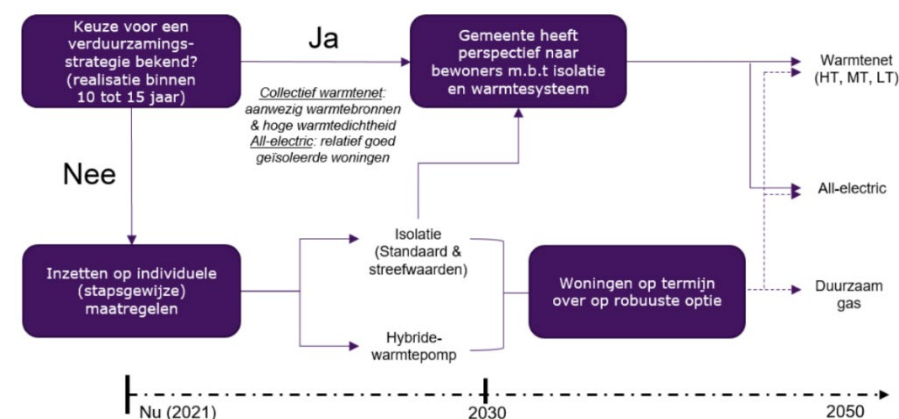 Keuze voor een
verduurzamings-
strategie bekend?
(realisatie binnen
10 tot 15 jaar)
Ja
Collectief warmtenet:
aanwezig warmtebronnen
& hoge warmtedichtheid
All-electric: relatief goed
geïsoleerde woningen
Gemeente heeft
perspectief naar
bewoners m.b.t isolatie
en warmtesysteem
Warmtenet
(HT, MT, LT)
Nee
All-electric
Inzetten op individuele
(stapsgewijze)
maatregelen
Isolatie
(Standaard &
streefwaarden)
Hybride-
warmtepomp
Woningen op termijn
over op robuuste optie
Duurzaam
gas
Nu (2021)
2030
2050